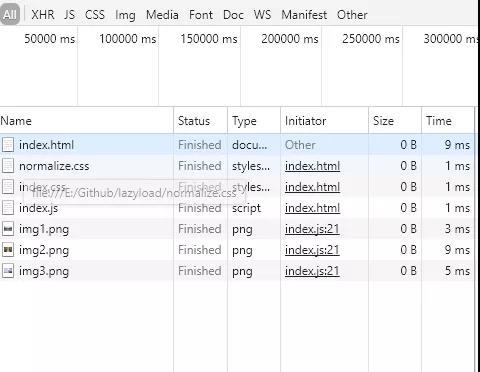 All XHR JS CSS Img Media Font Doc WS Manifest Other
50000 ms 100000 ms 150000 ms 200000 ms 250000 ms 300000 ms
Name Status Type Initiator Size Time
index.html Finished docu... Other 0 B 9 ms
normalize.css Finished styles... index.html 0 B 1 ms
index.css Finished styles... index.html 0 B 1 ms
file:///E:/Github/lazyload/normalize.css
index.js Finished script index.html 0 B 1 ms
img1.png Finished png index.js:21 0 B 3 ms
img2.png Finished png index.js:21 0 B 9 ms
img3.png Finished png index.js:21 0 B 5 ms